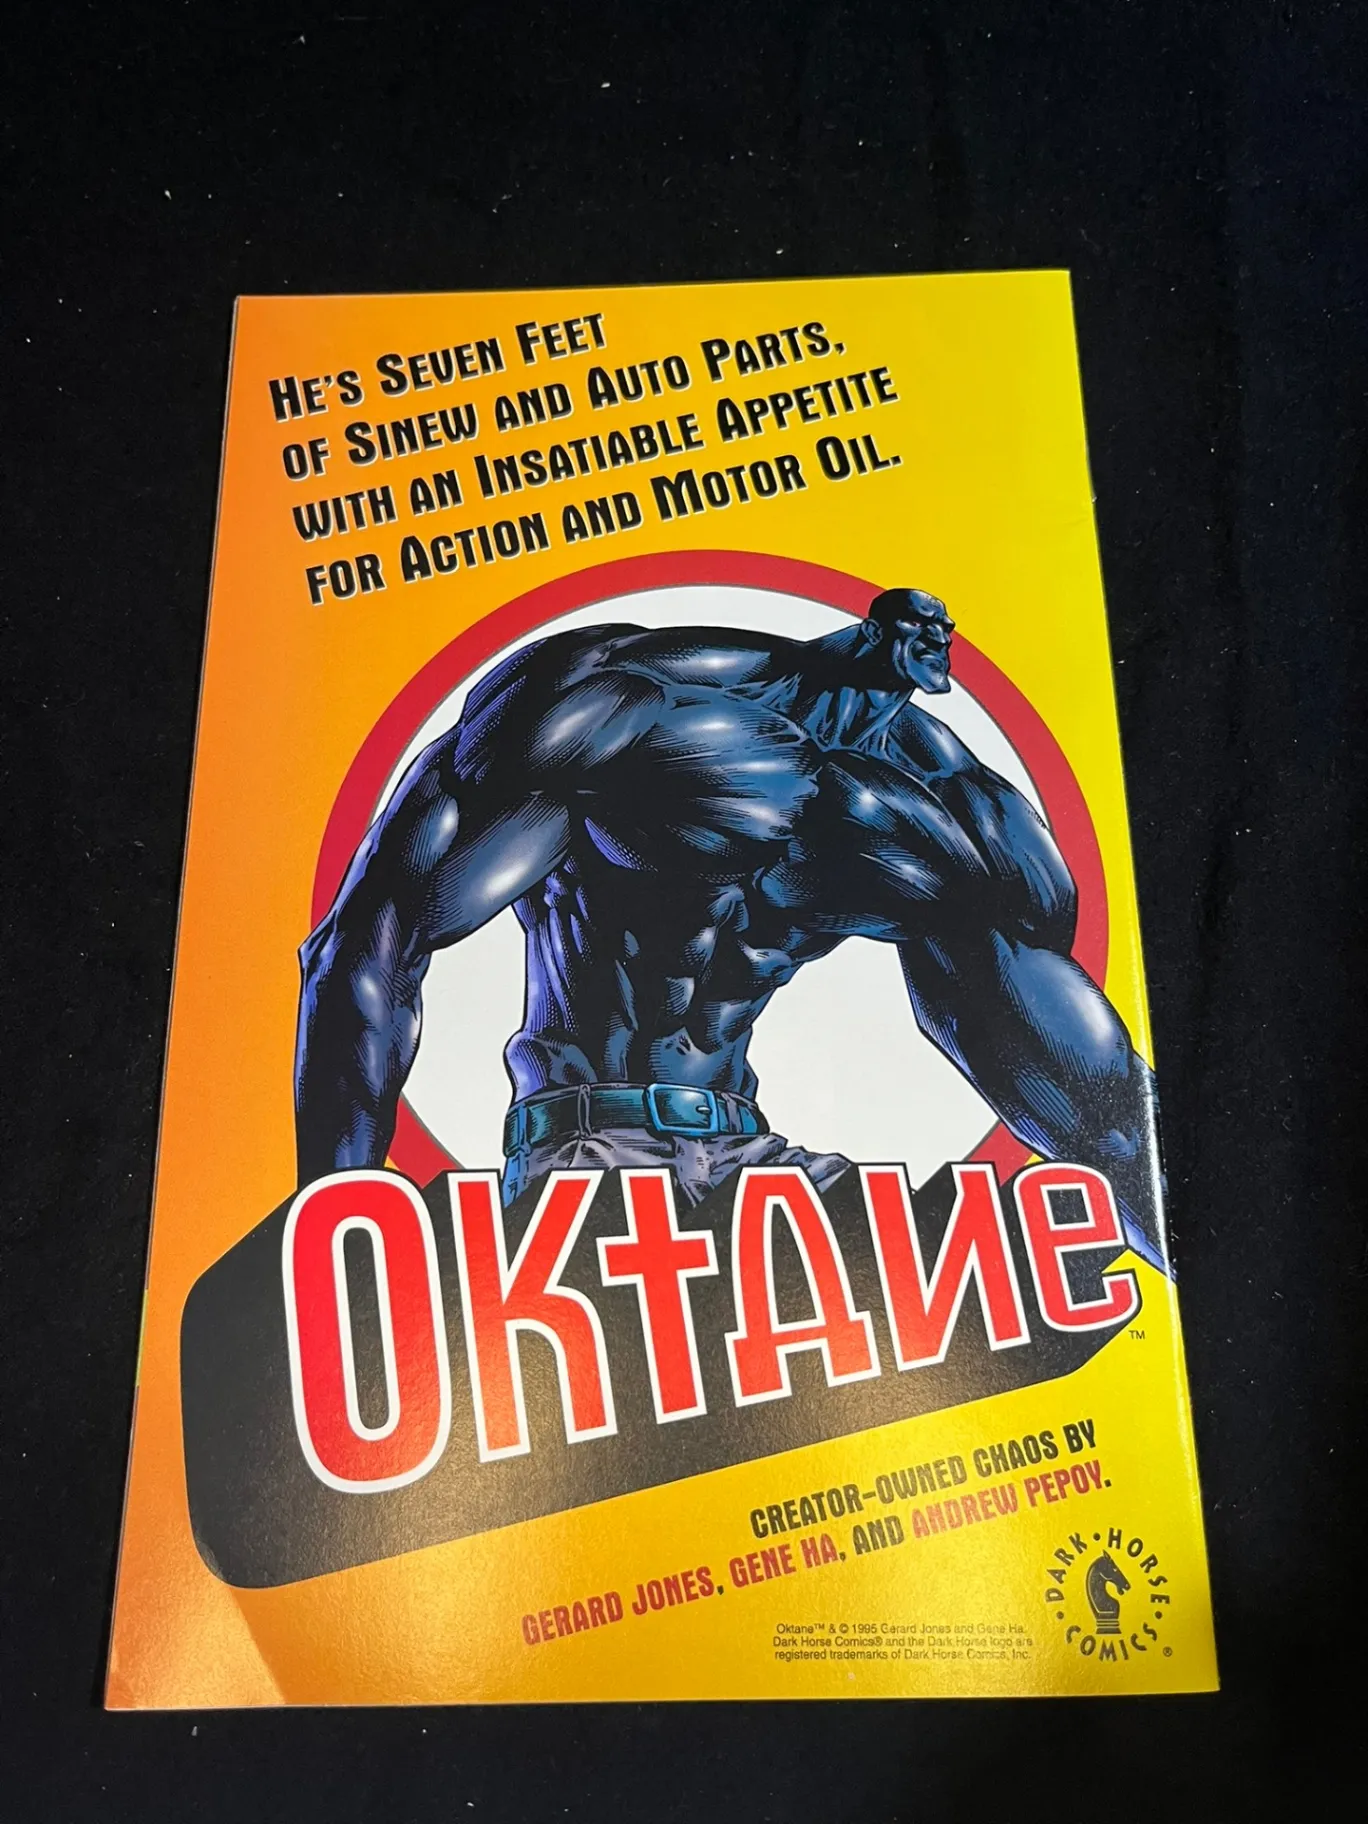 He's Seven Feet
of Sinew and Auto Parts,
with an Insatiable Appetite
for Action and Motor Oil.
Oktane
TM
CREATOR-OWNED CHAOS BY
GERARD JONES, GENE HA, AND ANDREW PEPOY.
Oktane™ & © 1995 Gerard Jones and Gene Ha.
Dark Horse Comics® and the Dark Horse logo are
registered trademarks of Dark Horse Comics, Inc.
DARK • HORSE • COMICS •
®